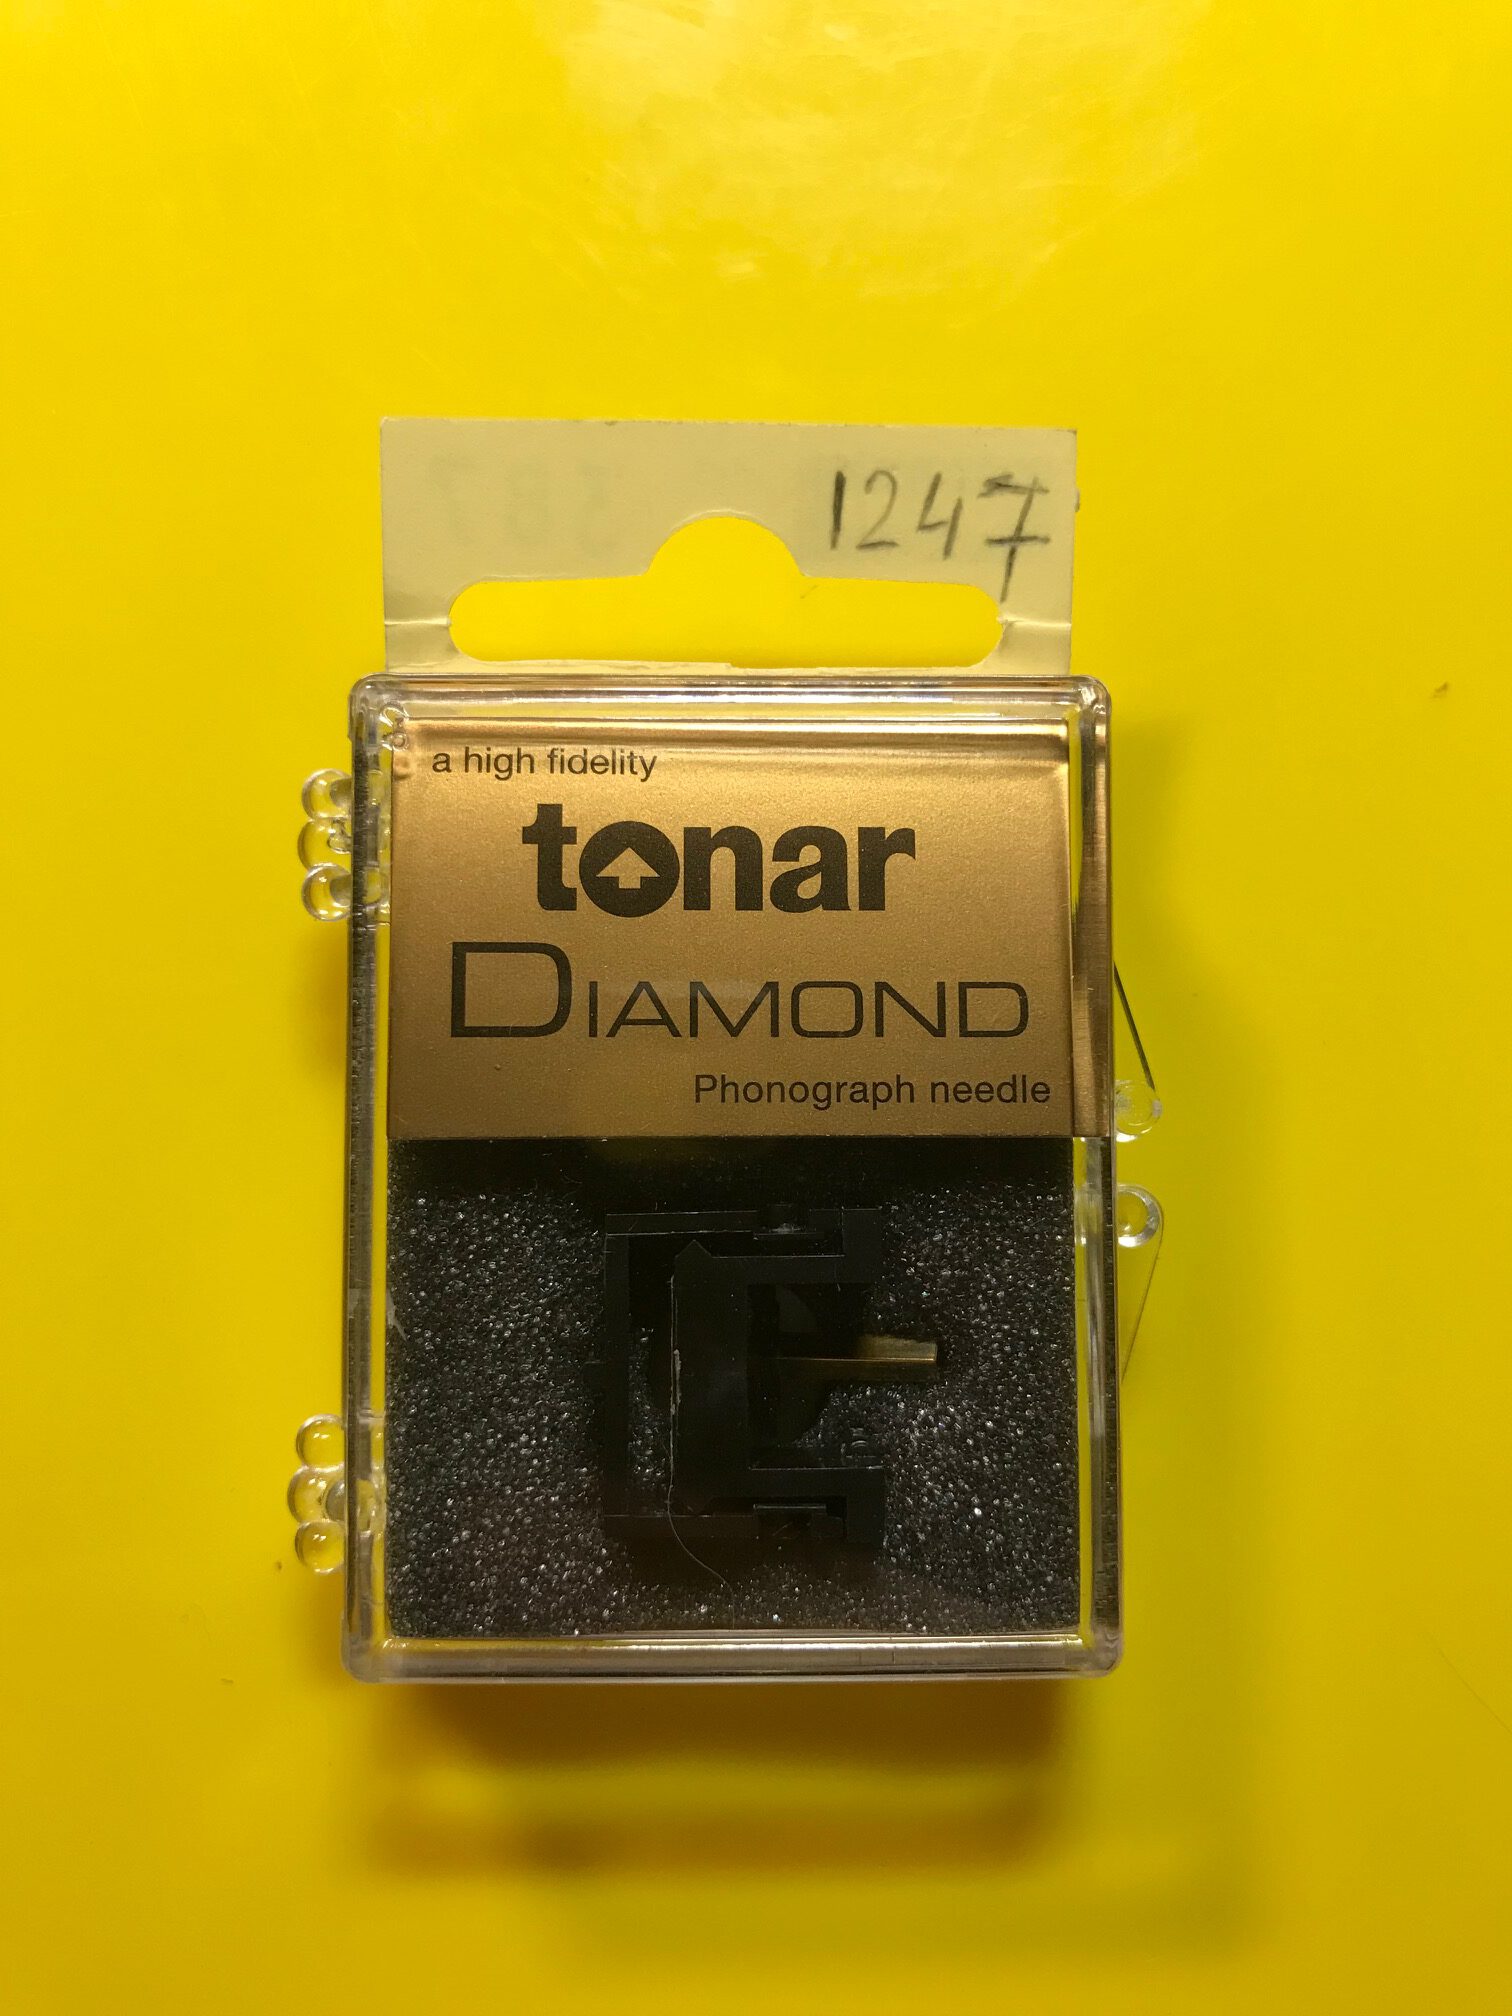 1247
a high fidelity
tonar
DIAMOND
Phonograph needle